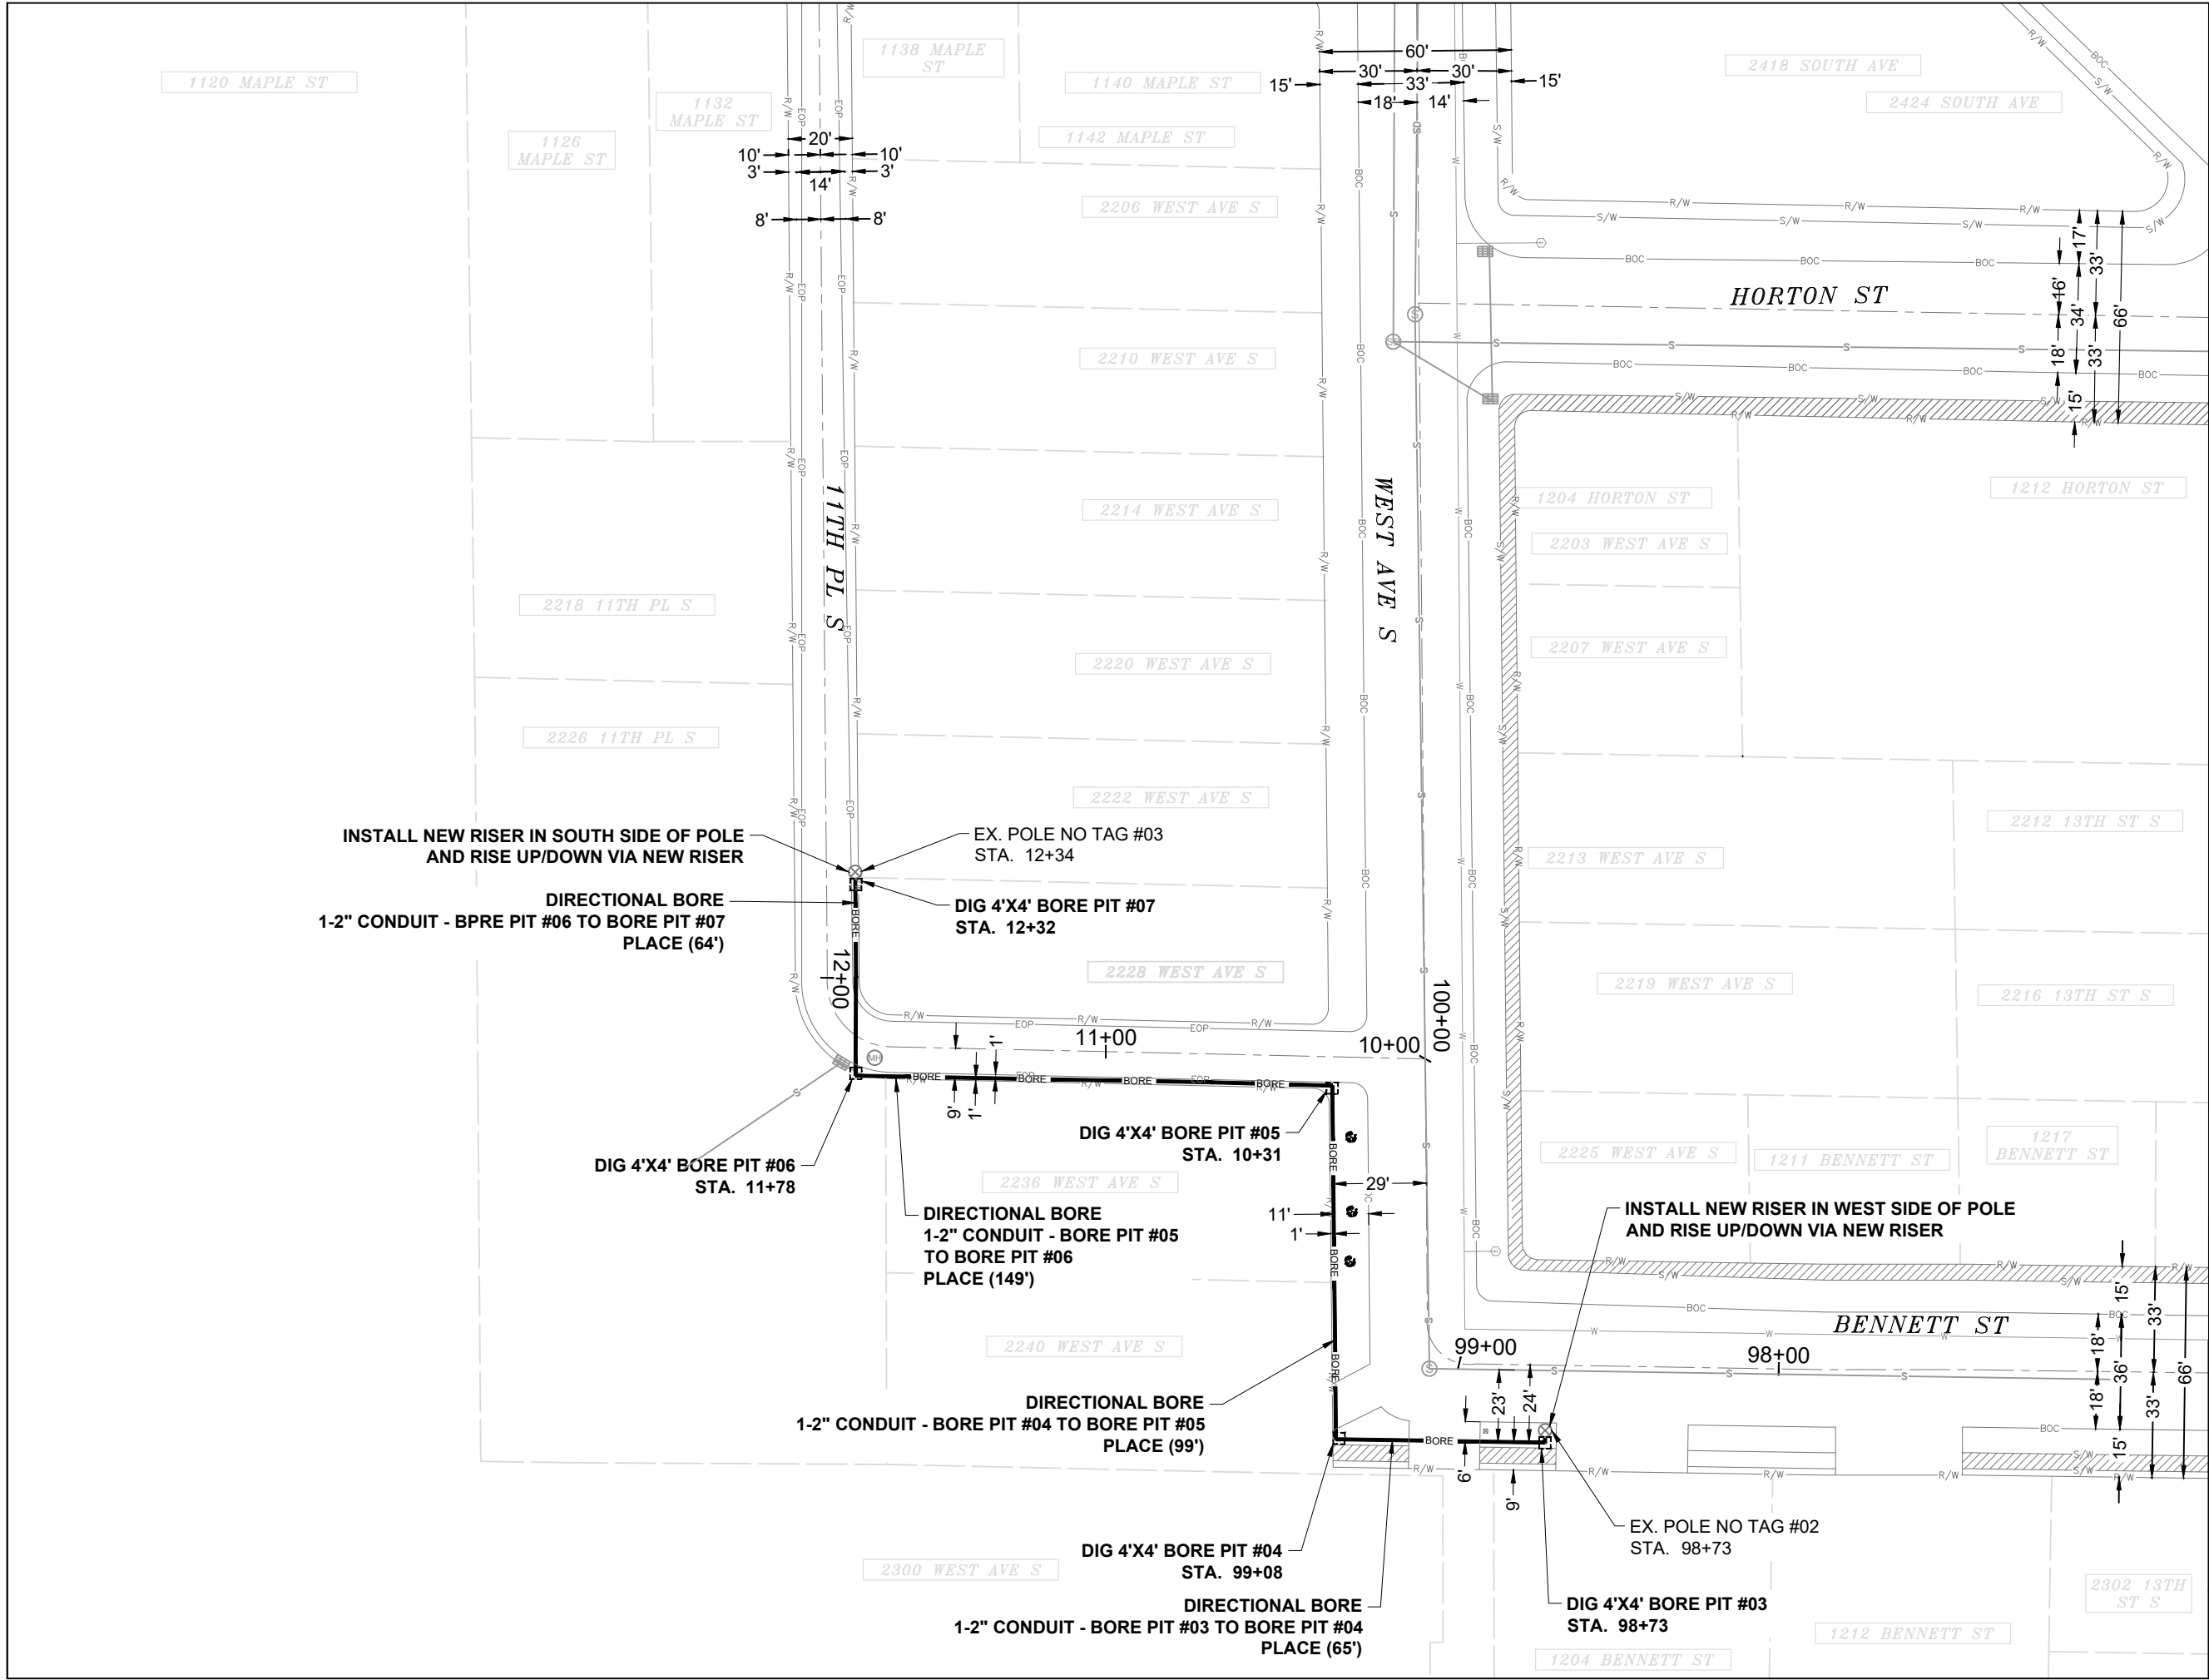 1120 MAPLE ST
1126
MAPLE ST
1132
MAPLE ST
1138 MAPLE
ST
1140 MAPLE ST
1142 MAPLE ST
2418 SOUTH AVE
2424 SOUTH AVE
60'
30'
30'
15'
33'
15'
18'
14'
20'
10'
10'
3'
3'
14'
8'
8'
2206 WEST AVE S
2210 WEST AVE S
2214 WEST AVE S
2220 WEST AVE S
2222 WEST AVE S
2228 WEST AVE S
HORTON ST
17'
33'
16'
34'
66'
18'
33'
15'
11TH PL S
WEST AVE S
1204 HORTON ST
1212 HORTON ST
2203 WEST AVE S
2207 WEST AVE S
2218 11TH PL S
2226 11TH PL S
2212 13TH ST S
2213 WEST AVE S
2219 WEST AVE S
2216 13TH ST S
INSTALL NEW RISER IN SOUTH SIDE OF POLE
AND RISE UP/DOWN VIA NEW RISER
EX. POLE NO TAG #03
STA. 12+34
DIRECTIONAL BORE
1-2" CONDUIT - BPRE PIT #06 TO BORE PIT #07
PLACE (64')
DIG 4'X4' BORE PIT #07
STA. 12+32
12+00
11+00
10+00
100+00
1'
9'
1'
BORE
BORE
BORE
BORE
BORE
DIG 4'X4' BORE PIT #05
STA. 10+31
DIG 4'X4' BORE PIT #06
STA. 11+78
2236 WEST AVE S
DIRECTIONAL BORE
1-2" CONDUIT - BORE PIT #05
TO BORE PIT #06
PLACE (149')
BORE
BORE
BORE
29'
11'
1'
2225 WEST AVE S
1211 BENNETT ST
1217
BENNETT ST
INSTALL NEW RISER IN WEST SIDE OF POLE
AND RISE UP/DOWN VIA NEW RISER
BENNETT ST
99+00
98+00
15'
33'
18'
36'
66'
18'
33'
15'
2240 WEST AVE S
DIRECTIONAL BORE
1-2" CONDUIT - BORE PIT #04 TO BORE PIT #05
PLACE (99')
23'
24'
BORE
6'
9'
EX. POLE NO TAG #02
STA. 98+73
DIG 4'X4' BORE PIT #04
STA. 99+08
2300 WEST AVE S
DIRECTIONAL BORE
1-2" CONDUIT - BORE PIT #03 TO BORE PIT #04
PLACE (65')
DIG 4'X4' BORE PIT #03
STA. 98+73
1204 BENNETT ST
1212 BENNETT ST
2302 13TH
ST S